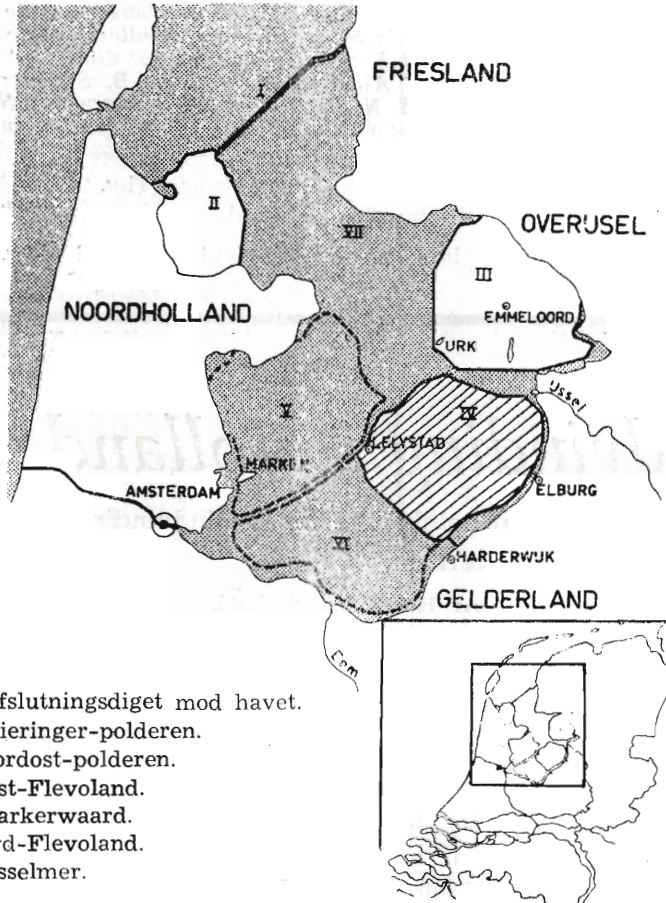 FRIESLAND
I
II
VII
OVERIJSEL
III
EMMELOORD
NOORDHOLLAND
URK
IJssel
V
IV
LELYSTAD
MARKEN
AMSTERDAM
ELBURG
VI
HARDERWIJK
GELDERLAND
Eem
fslutningsdiget mod havet.
ieringer-polderen.
ordost-polderen.
st-Flevoland.
arkerwaard.
d-Flevoland.
sselmer.